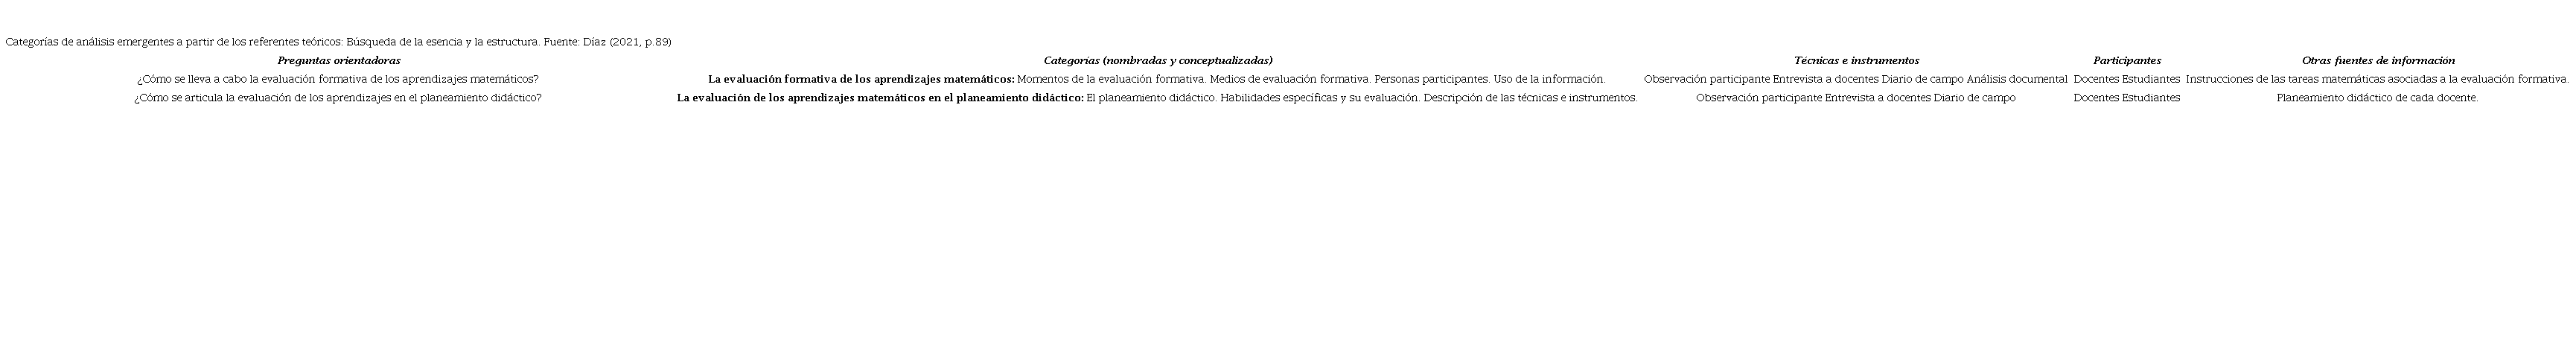 Categorías de análisis emergentes a partir de los referentes teóricos: Búsqueda de la esencia y la estructura. Fuente: Díaz (2021, p.89)
Preguntas orientadoras Categorías (nombradas y conceptualizadas) Técnicas e instrumentos Participantes Otras fuentes de información
¿Cómo se lleva a cabo la evaluación formativa de los aprendizajes matemáticos? La evaluación formativa de los aprendizajes matemáticos: Momentos de la evaluación formativa. Medios de evaluación formativa. Personas participantes. Uso de la información. Observación participante Entrevista a docentes Diario de campo Análisis documental Docentes Estudiantes Instrucciones de las tareas matemáticas asociadas a la evaluación formativa.
¿Cómo se articula la evaluación de los aprendizajes en el planeamiento didáctico? La evaluación de los aprendizajes matemáticos en el planeamiento didáctico: El planeamiento didáctico. Habilidades específicas y su evaluación. Descripción de las técnicas e instrumentos. Observación participante Entrevista a docentes Diario de campo Docentes Estudiantes Planeamiento didáctico de cada docente.